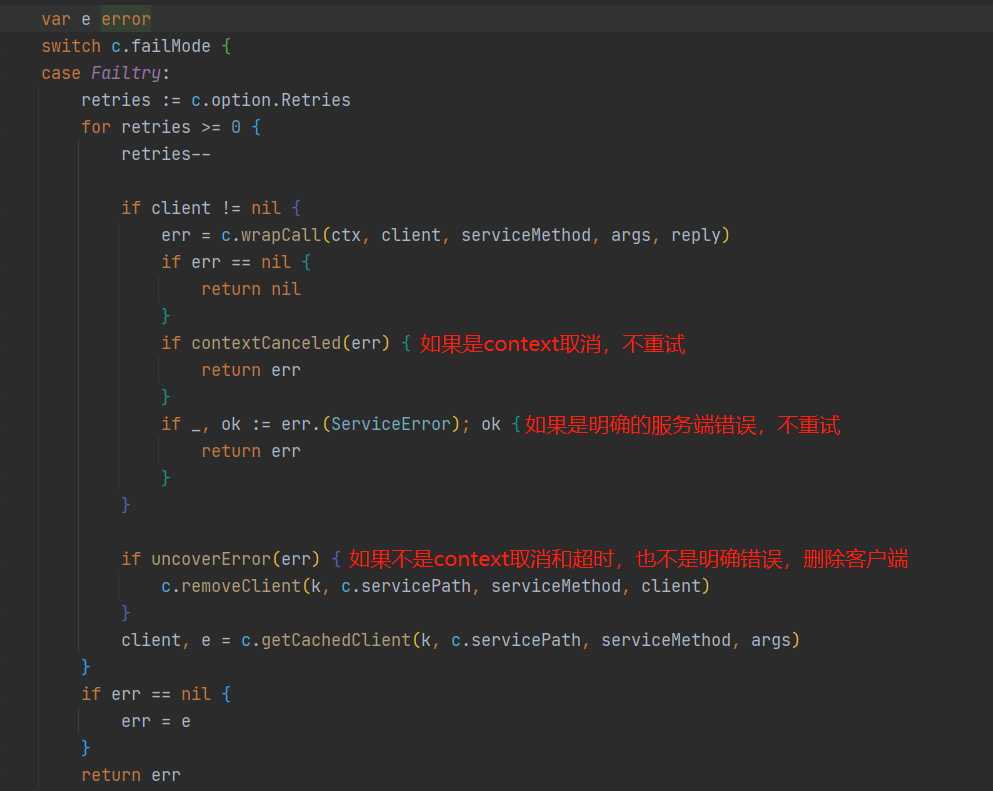 var e error
switch c.failMode {
case Failtry:
retries := c.option.Retries
for retries >= 0 {
retries--
if client != nil {
err = c.wrapCall(ctx, client, serviceMethod, args, reply)
if err == nil {
return nil
}
if contextCanceled(err) { 如果是context取消，不重试
return err
}
if _, ok := err.(ServiceError); ok { 如果是明确的服务端错误，不重试
return err
}
}
if uncoverError(err) { 如果不是context取消和超时，也不是明确错误，删除客户端
c.removeClient(k, c.servicePath, serviceMethod, client)
}
client, e = c.getCachedClient(k, c.servicePath, serviceMethod, args)
}
if err == nil {
err = e
}
return err